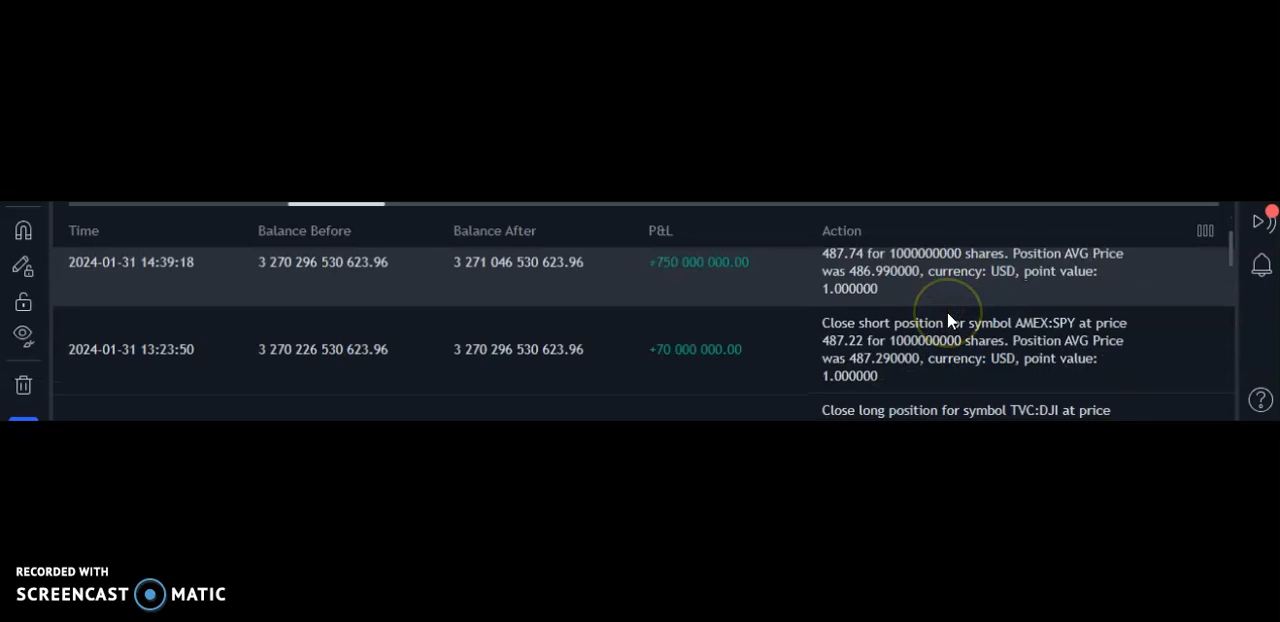 Time Balance Before Balance After P&L Action
2024-01-31 14:39:18 3 270 296 530 623.96 3 271 046 530 623.96 +750 000 000.00
487.74 for 1000000000 shares. Position AVG Price
was 486.990000, currency: USD, point value:
1.000000
2024-01-31 13:23:50 3 270 226 530 623.96 3 270 296 530 623.96 +70 000 000.00
Close short position for symbol AMEX:SPY at price
487.22 for 1000000000 shares. Position AVG Price
was 487.290000, currency: USD, point value:
1.000000
Close long position for symbol TVC:DJI at price
RECORDED WITH
SCREENCAST MATIC